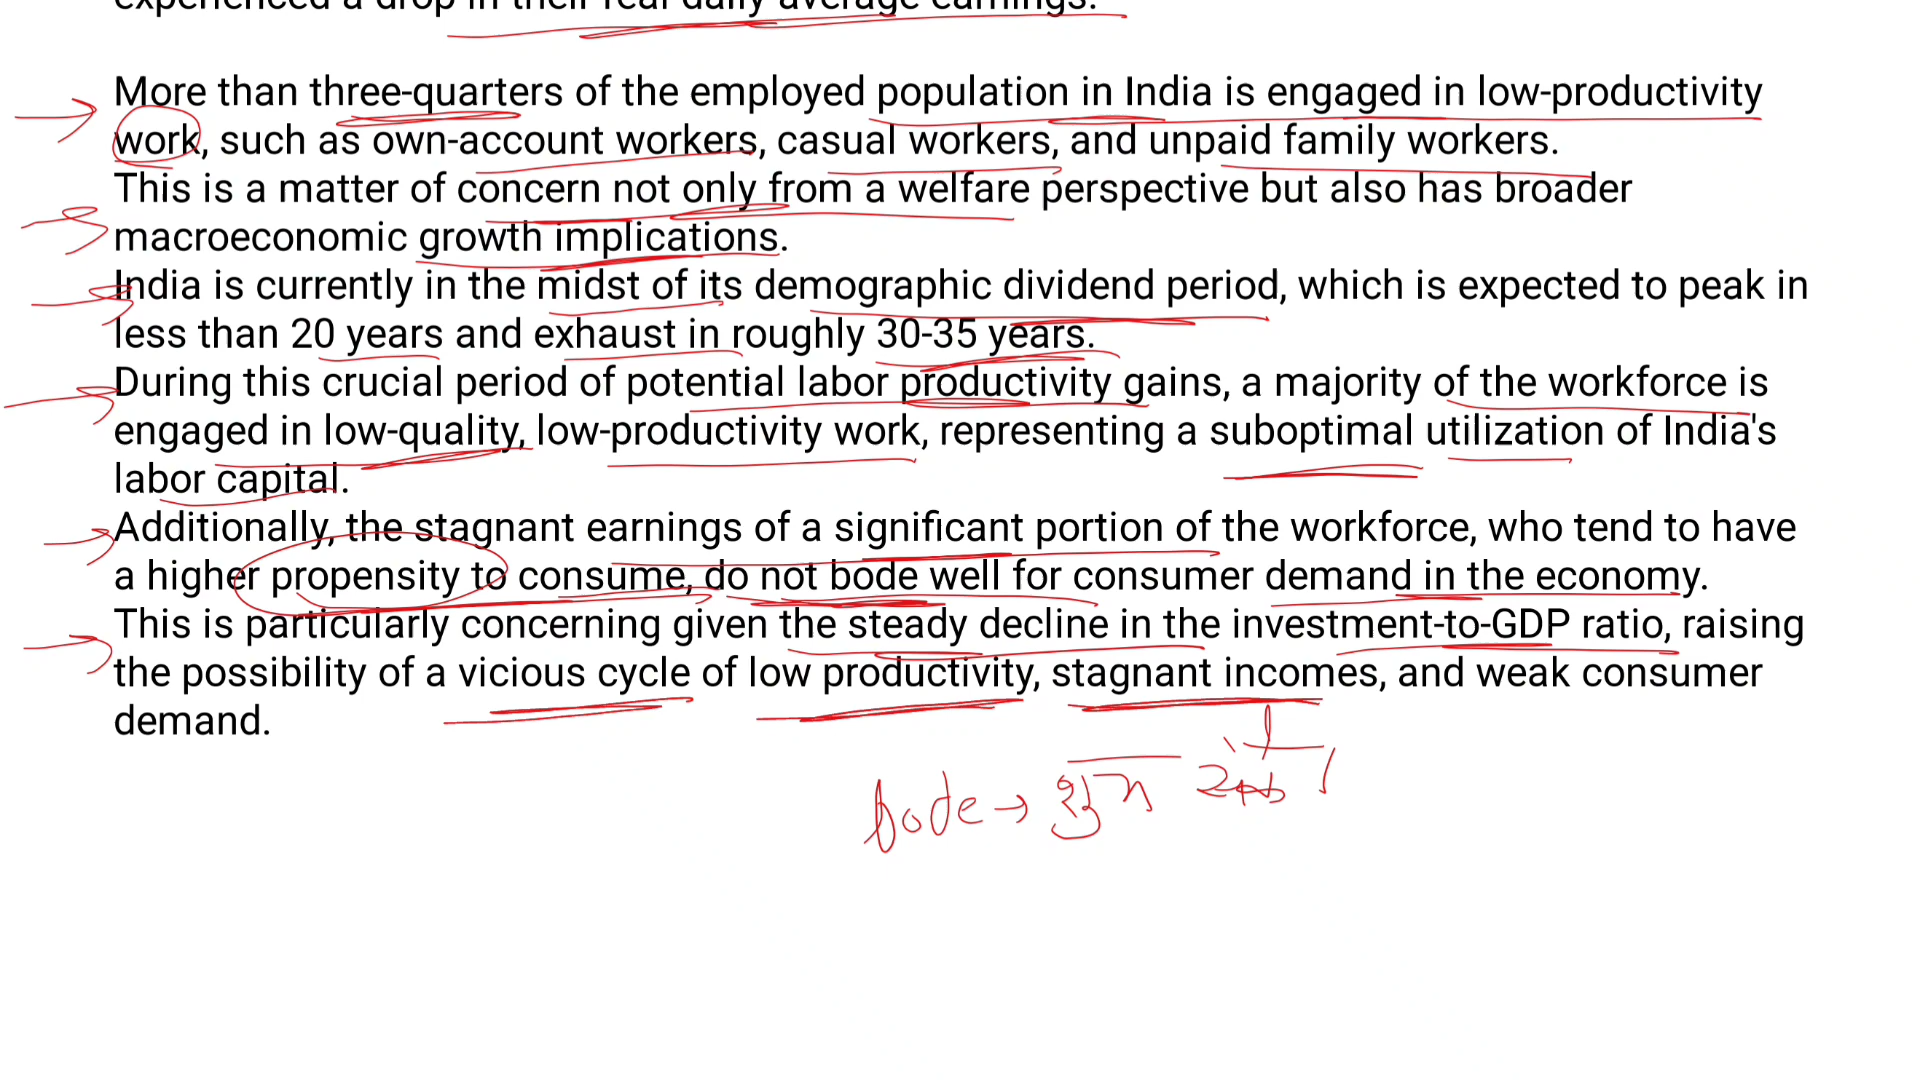 experienced a drop in their real daily average earnings.
More than three-quarters of the employed population in India is engaged in low-productivity
work, such as own-account workers, casual workers, and unpaid family workers.
This is a matter of concern not only from a welfare perspective but also has broader
macroeconomic growth implications.
India is currently in the midst of its demographic dividend period, which is expected to peak in
less than 20 years and exhaust in roughly 30-35 years.
During this crucial period of potential labor productivity gains, a majority of the workforce is
engaged in low-quality, low-productivity work, representing a suboptimal utilization of India's
labor capital.
Additionally, the stagnant earnings of a significant portion of the workforce, who tend to have
a higher propensity to consume, do not bode well for consumer demand in the economy.
This is particularly concerning given the steady decline in the investment-to-GDP ratio, raising
the possibility of a vicious cycle of low productivity, stagnant incomes, and weak consumer
demand.
bode →